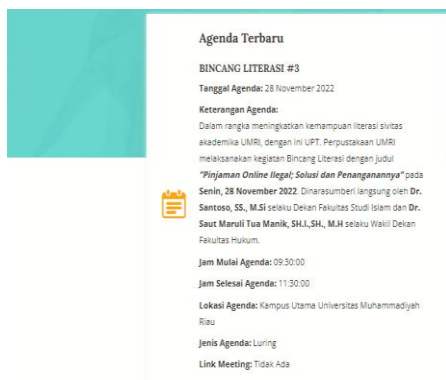 Agenda Terbaru
BINCANG LITERASI #3
Tanggal Agenda: 28 November 2022
Keterangan Agenda:
Dalam rangka meningkatkan kemampuan literasi sivitas
akademika UMRI, dengan ini UPT. Perpustakaan UMRI
melaksanakan kegiatan Bincang Literasi dengan judul
"Pinjaman Online Ilegal; Solusi dan Penanganannya" pada
Senin, 28 November 2022. Dinarasumberi langsung oleh Dr.
Santoso, SS., M.Si selaku Dekan Fakultas Studi Islam dan Dr.
Saut Maruli Tua Manik, SH.I.,SH., M.H selaku Wakil Dekan
Fakultas Hukum.
Jam Mulai Agenda: 09:30:00
Jam Selesai Agenda: 11:30:00
Lokasi Agenda: Kampus Utama Universitas Muhammadiyah
Riau
Jenis Agenda: Luring
Link Meeting: Tidak Ada